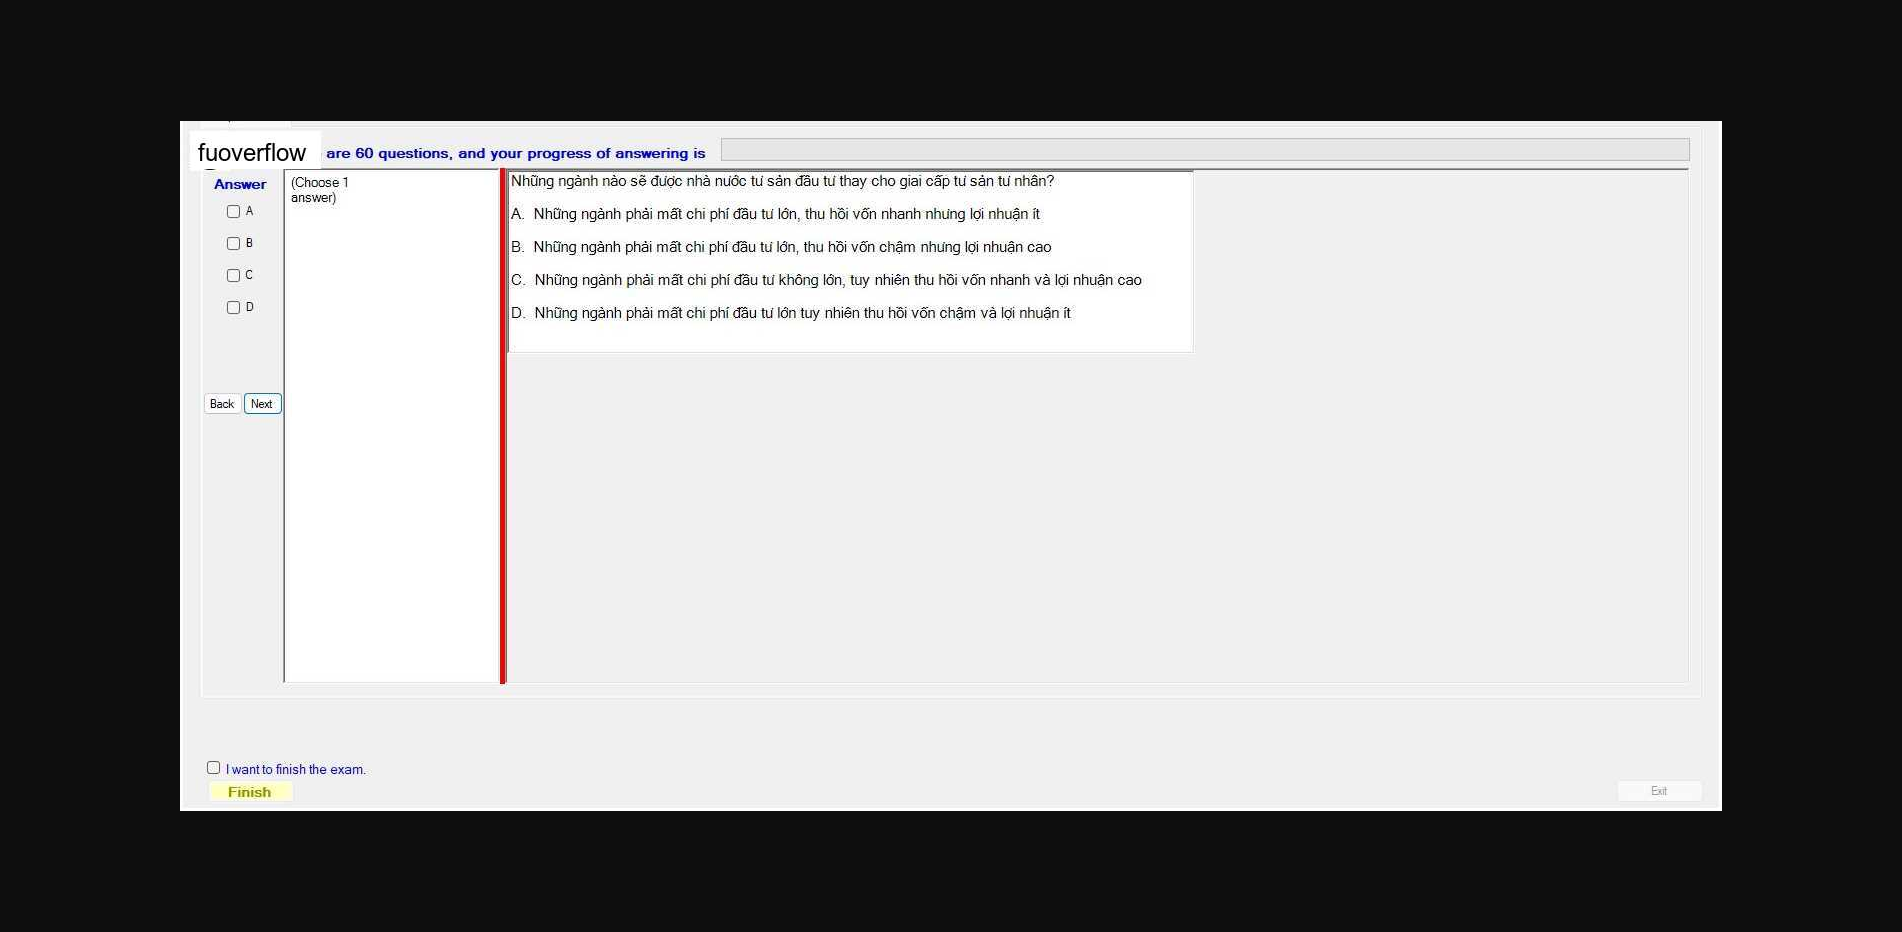 fuoverflow are 60 questions, and your progress of answering is
Answer
A
B
C
D
Back Next
(Choose 1
answer)
Những ngành nào sẽ được nhà nước tư sản đầu tư thay cho giai cấp tư sản tư nhân?
A. Những ngành phải mất chi phí đầu tư lớn, thu hồi vốn nhanh nhưng lợi nhuận ít
B. Những ngành phải mất chi phí đầu tư lớn, thu hồi vốn chậm nhưng lợi nhuận cao
C. Những ngành phải mất chi phí đầu tư không lớn, tuy nhiên thu hồi vốn nhanh và lợi nhuận cao
D. Những ngành phải mất chi phí đầu tư lớn tuy nhiên thu hồi vốn chậm và lợi nhuận ít
I want to finish the exam.
Finish
Exit